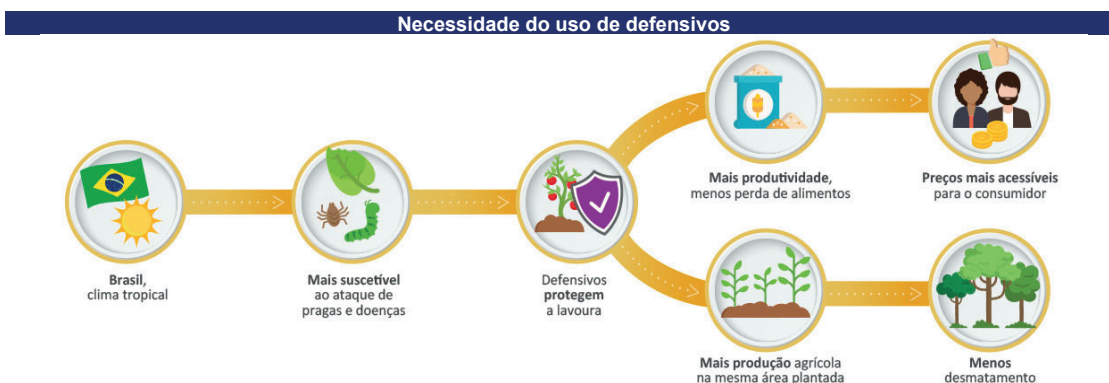 Necessidade do uso de defensivos
Brasil,
clima tropical
Mais suscetível
ao ataque de
pragas e doenças
Defensivos
protegem
a lavoura
Mais produtividade,
menos perda de alimentos
Preços mais acessíveis
para o consumidor
Mais produção agrícola
na mesma área plantada
Menos
desmatamento